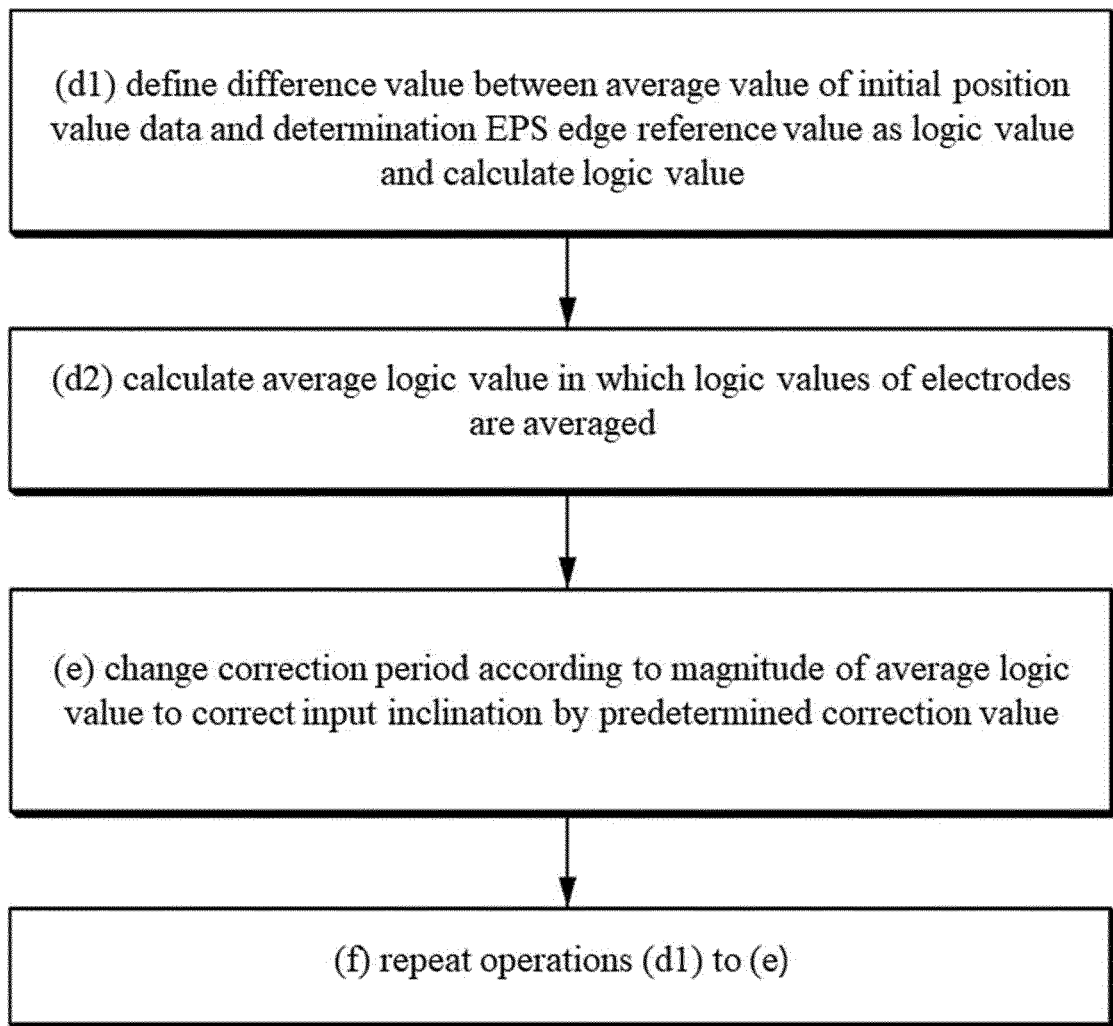 (d1) define difference value between average value of initial position
value data and determination EPS edge reference value as logic value
and calculate logic value
(d2) calculate average logic value in which logic values of electrodes
are averaged
(e) change correction period according to magnitude of average logic
value to correct input inclination by predetermined correction value
(f) repeat operations (d1) to (e)